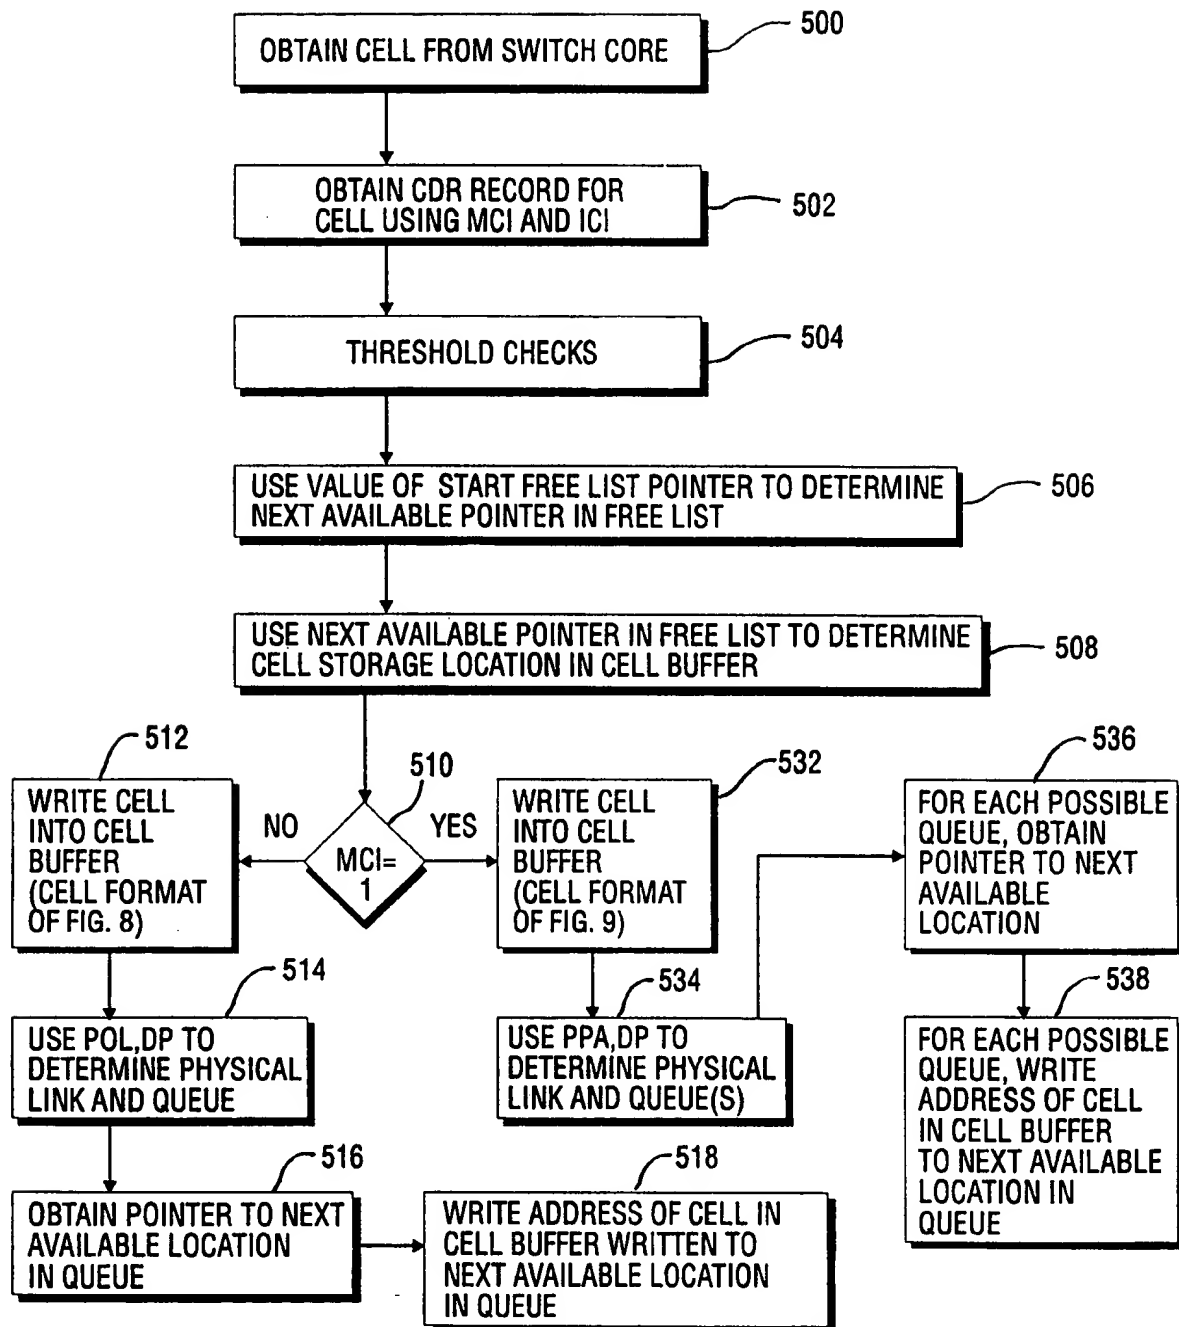 OBTAIN CELL FROM SWITCH CORE
500
OBTAIN CDR RECORD FOR
CELL USING MCI AND ICI
502
THRESHOLD CHECKS
504
USE VALUE OF START FREE LIST POINTER TO DETERMINE
NEXT AVAILABLE POINTER IN FREE LIST
506
USE NEXT AVAILABLE POINTER IN FREE LIST TO DETERMINE
CELL STORAGE LOCATION IN CELL BUFFER
508
510
MCI=
1
NO
YES
512
WRITE CELL
INTO CELL
BUFFER
(CELL FORMAT
OF FIG. 8)
514
USE POL,DP TO
DETERMINE PHYSICAL
LINK AND QUEUE
516
OBTAIN POINTER TO NEXT
AVAILABLE LOCATION
IN QUEUE
518
WRITE ADDRESS OF CELL IN
CELL BUFFER WRITTEN TO
NEXT AVAILABLE LOCATION
IN QUEUE
532
WRITE CELL
INTO CELL
BUFFER
(CELL FORMAT
OF FIG. 9)
534
USE PPA,DP TO
DETERMINE PHYSICAL
LINK AND QUEUE(S)
536
FOR EACH POSSIBLE
QUEUE, OBTAIN
POINTER TO NEXT
AVAILABLE
LOCATION
538
FOR EACH POSSIBLE
QUEUE, WRITE
ADDRESS OF CELL
IN CELL BUFFER
TO NEXT AVAILABLE
LOCATION IN
QUEUE